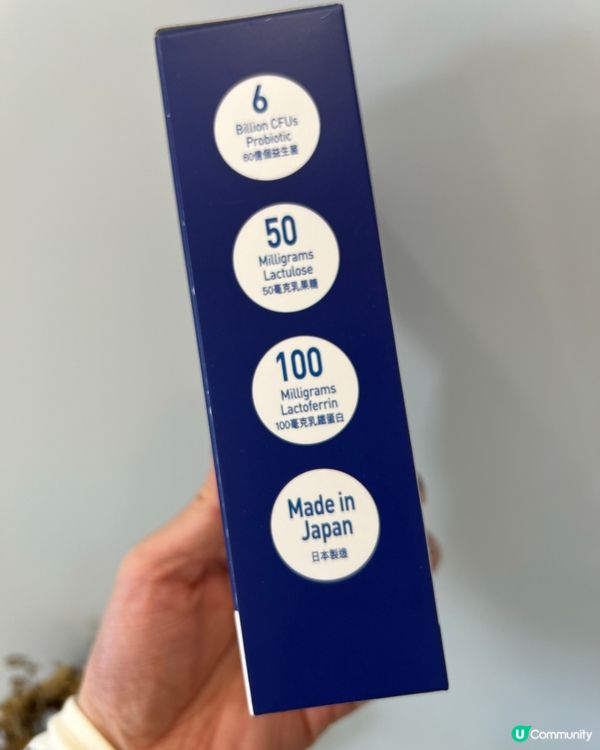 6
Billion CFUs
Probiotic
60億個益生菌
50
Milligrams
Lactulose
50毫克乳果糖
100
Milligrams
Lactoferrin
100毫克乳鐵蛋白
Made in
Japan
日本製造
U Community